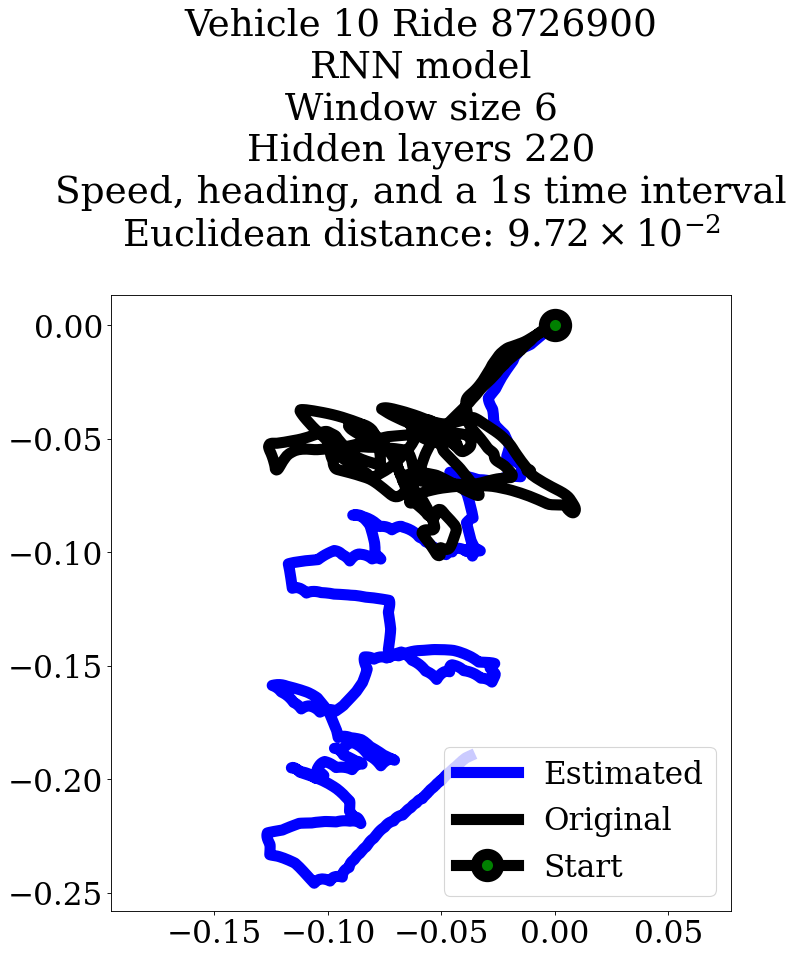 Vehicle 10 Ride 8726900
RNN model
Window size 6
Hidden layers 220
Speed, heading, and a 1s time interval
Euclidean distance: 9.72 × 10⁻²
0.00
−0.05
−0.10
−0.15
−0.20
−0.25
Estimated
Original
Start
−0.15 −0.10 −0.05 0.00 0.05